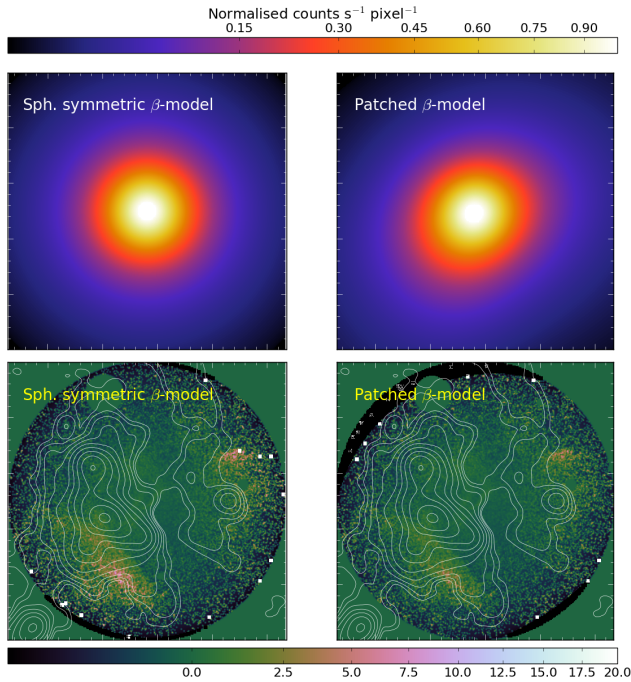 Normalised counts s⁻¹ pixel⁻¹
0.15 0.30 0.45 0.60 0.75 0.90
Sph. symmetric β-model
Patched β-model
Sph. symmetric β-model
Patched β-model
0.0 2.5 5.0 7.5 10.0 12.5 15.0 17.5 20.0